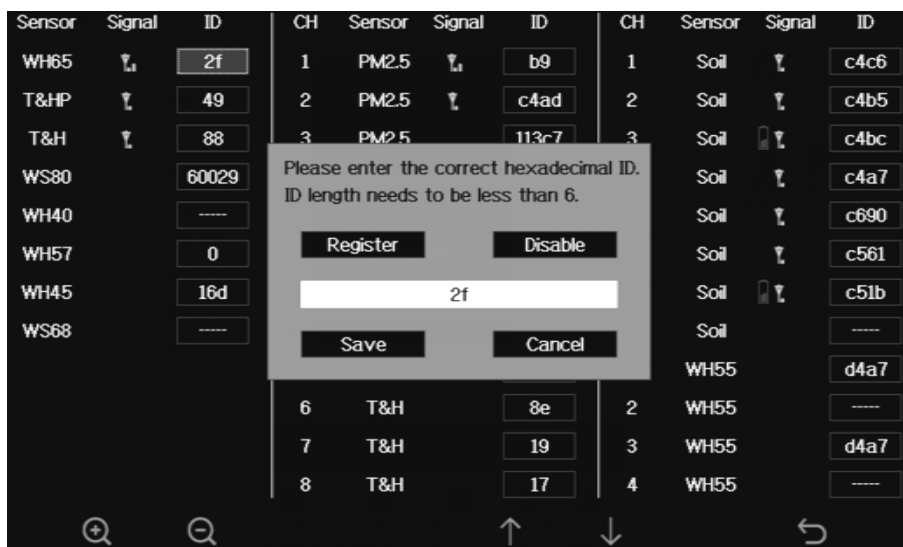 Sensor Signal ID CH Sensor Signal ID CH Sensor Signal ID
WH65 2f 1 PM2.5 b9 1 Soil c4c6
T&HP 49 2 PM2.5 c4ad 2 Soil c4b5
T&H 88 3 PM2.5 113c7 3 Soil c4bc
WS80 60029 Please enter the correct hexadecimal ID. Soil c4a7
ID length needs to be less than 6.
WH40 ----- Soil c690
WH57 0 Register Disable Soil c561
WH45 16d 2f Soil c51b
WS68 ----- Save Cancel Soil -----
WH55 d4a7
6 T&H 8e 2 WH55 -----
7 T&H 19 3 WH55 d4a7
8 T&H 17 4 WH55 -----